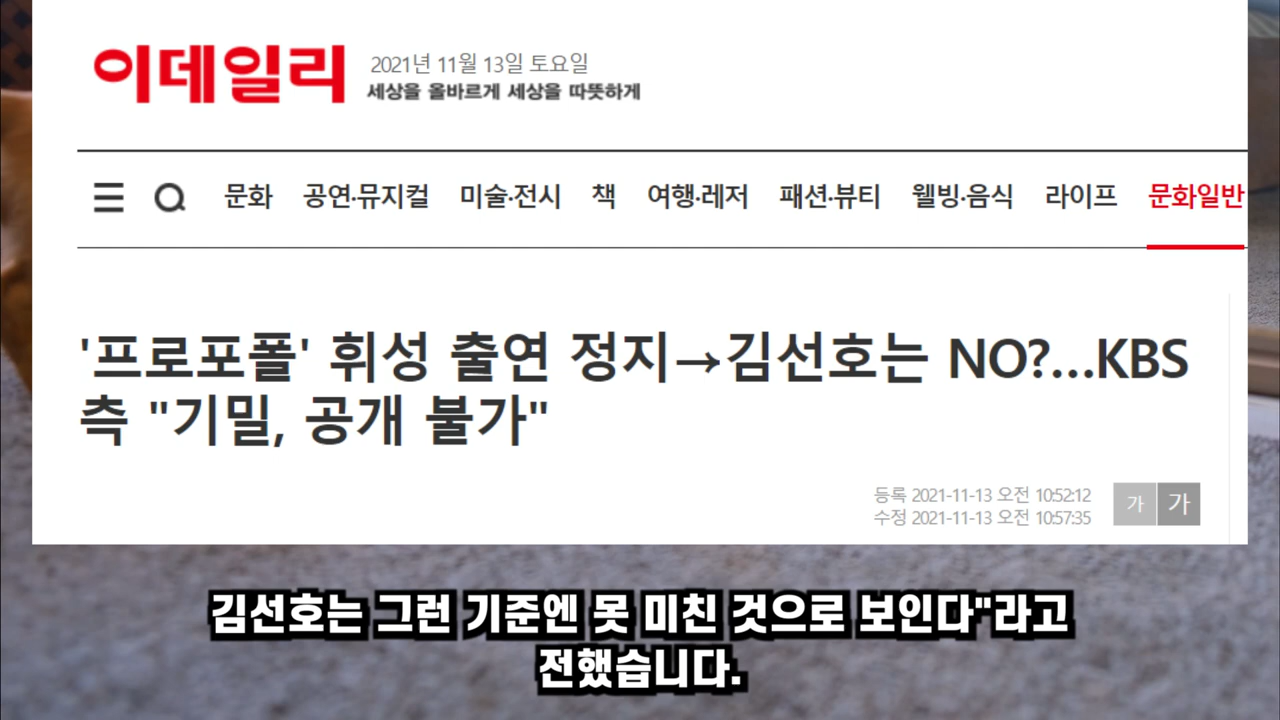 이데일리
2021년 11월 13일 토요일
세상을 올바르게 세상을 따뜻하게
문화 공연·뮤지컬 미술·전시 책 여행·레저 패션·뷰티 웰빙·음식 라이프 문화일반
'프로포폴' 휘성 출연 정지→김선호는 NO?...KBS
측 "기밀, 공개 불가"
등록 2021-11-13 오전 10:52:12
수정 2021-11-13 오전 10:57:35
가 가
김선호는 그런 기준엔 못 미친 것으로 보인다"라고
전했습니다.